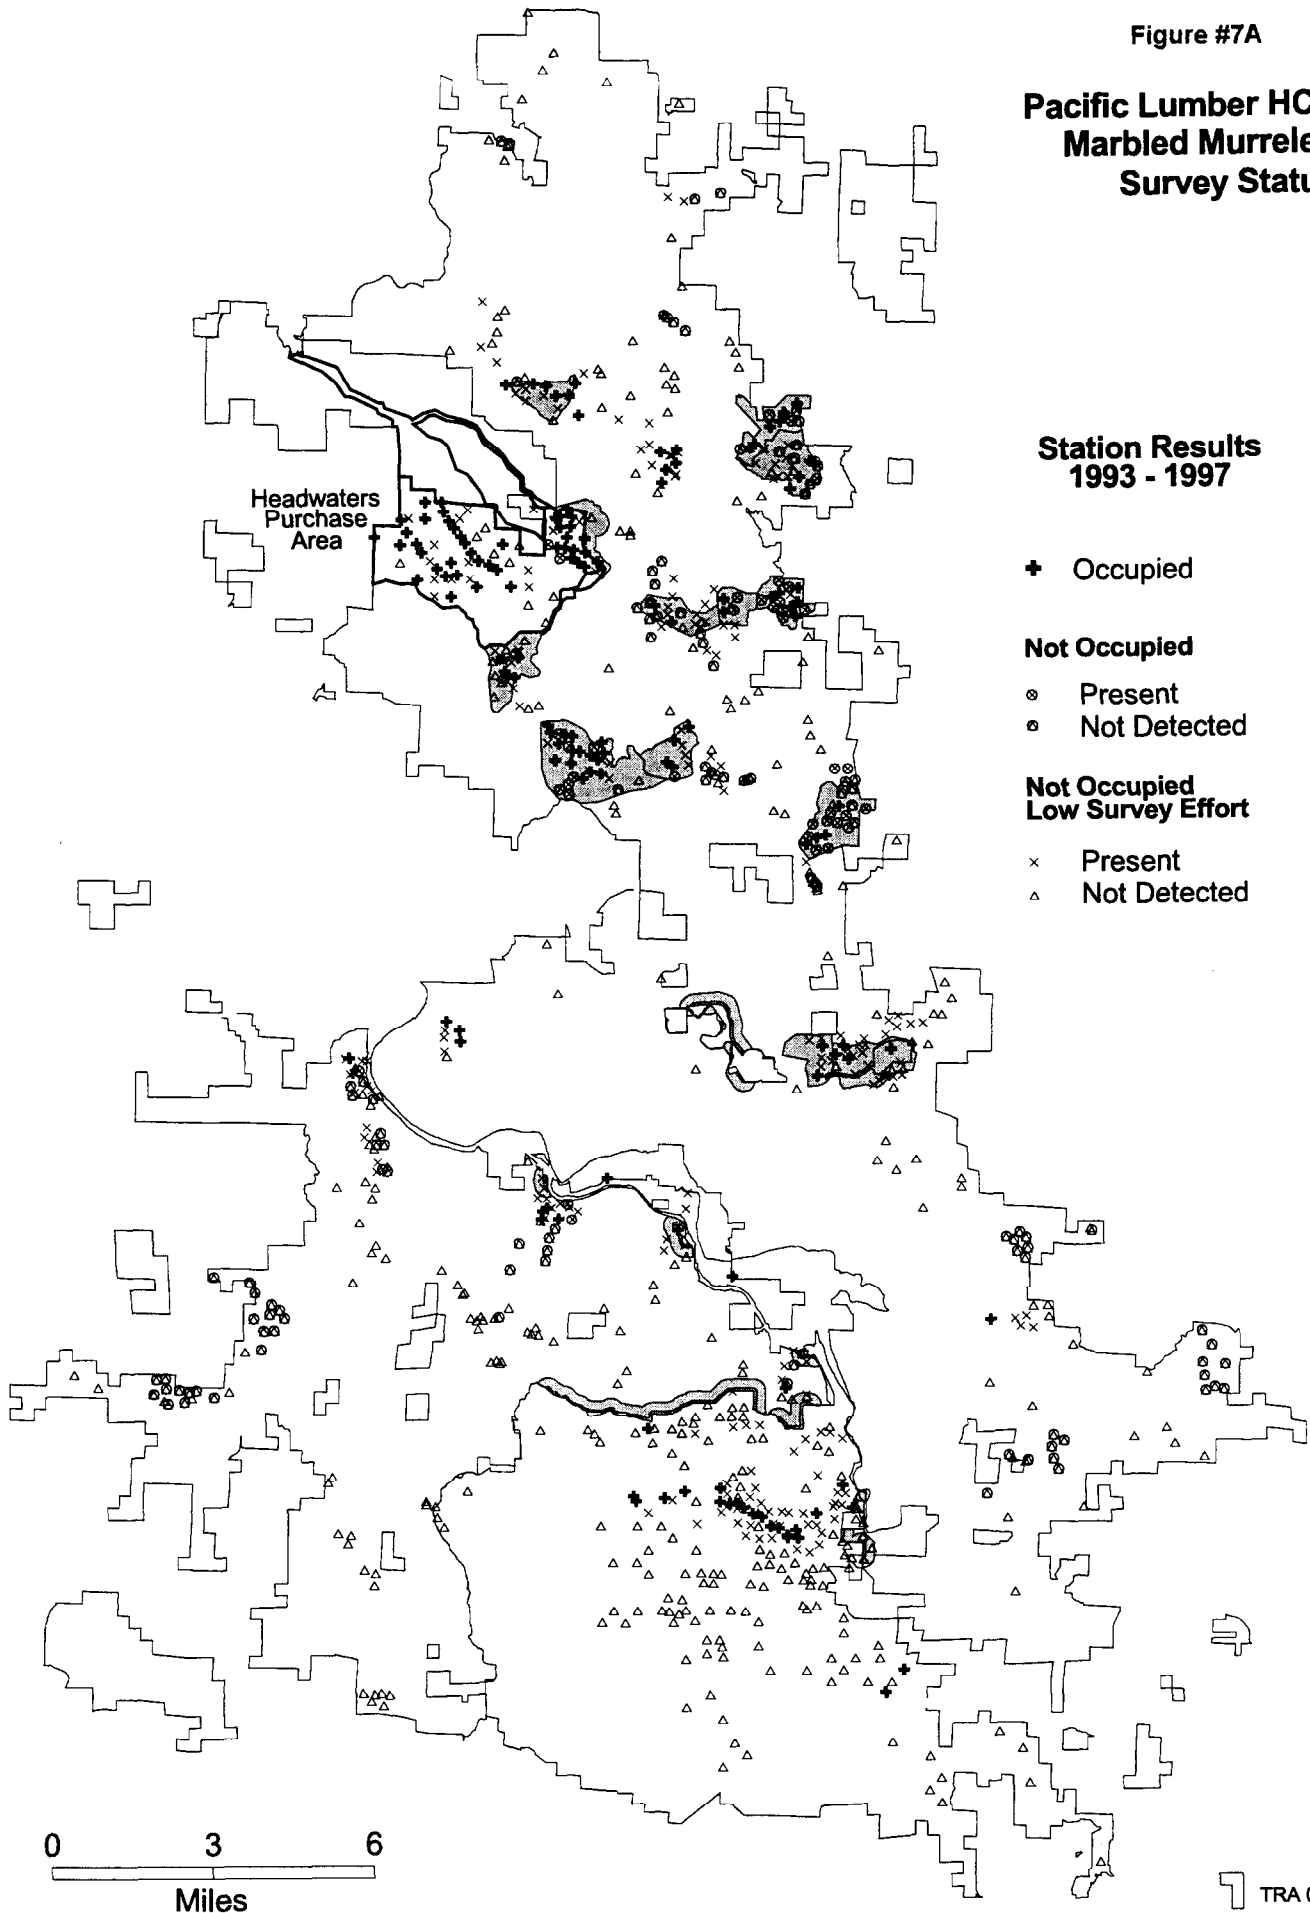 Figure #7A
Pacific Lumber HC
Marbled Murrele
Survey Statu
Station Results
1993 - 1997
Occupied
Not Occupied
Present
Not Detected
Not Occupied
Low Survey Effort
Present
Not Detected
Headwaters
Purchase
Area
0 3 6
Miles
TRA